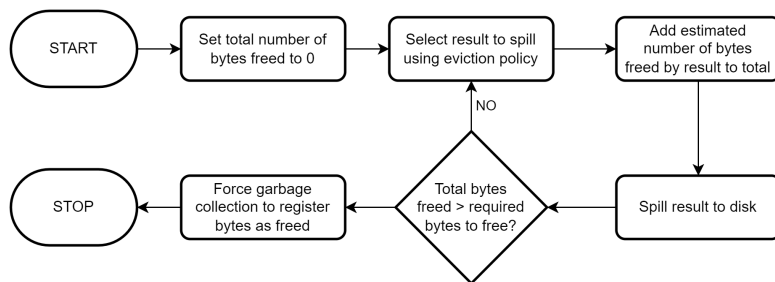 START
Set total number of
bytes freed to 0
Select result to spill
using eviction policy
Add estimated
number of bytes
freed by result to total
NO
STOP
Force garbage
collection to register
bytes as freed
Total bytes
freed > required
bytes to free?
Spill result to disk